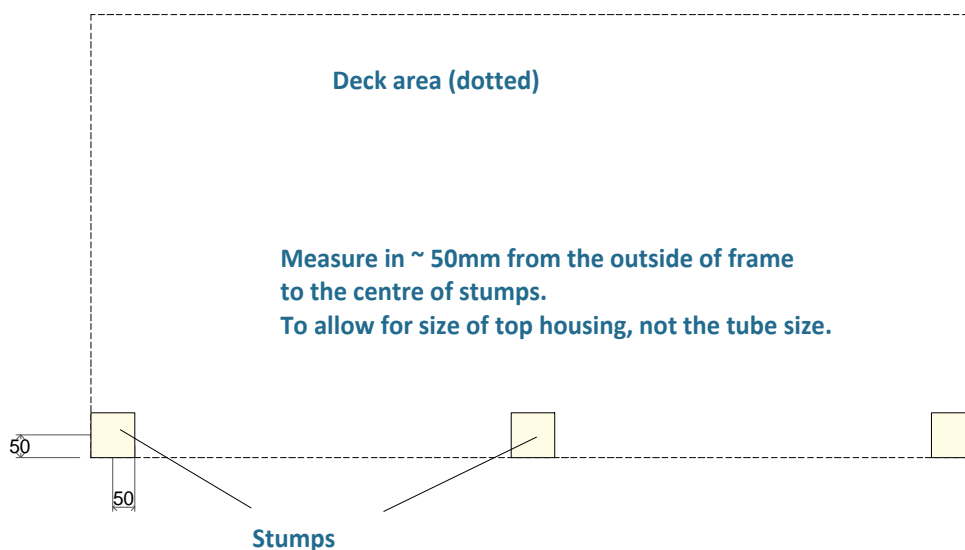 Deck area (dotted)
Measure in ~ 50mm from the outside of frame
to the centre of stumps.
To allow for size of top housing, not the tube size.
50
50
Stumps